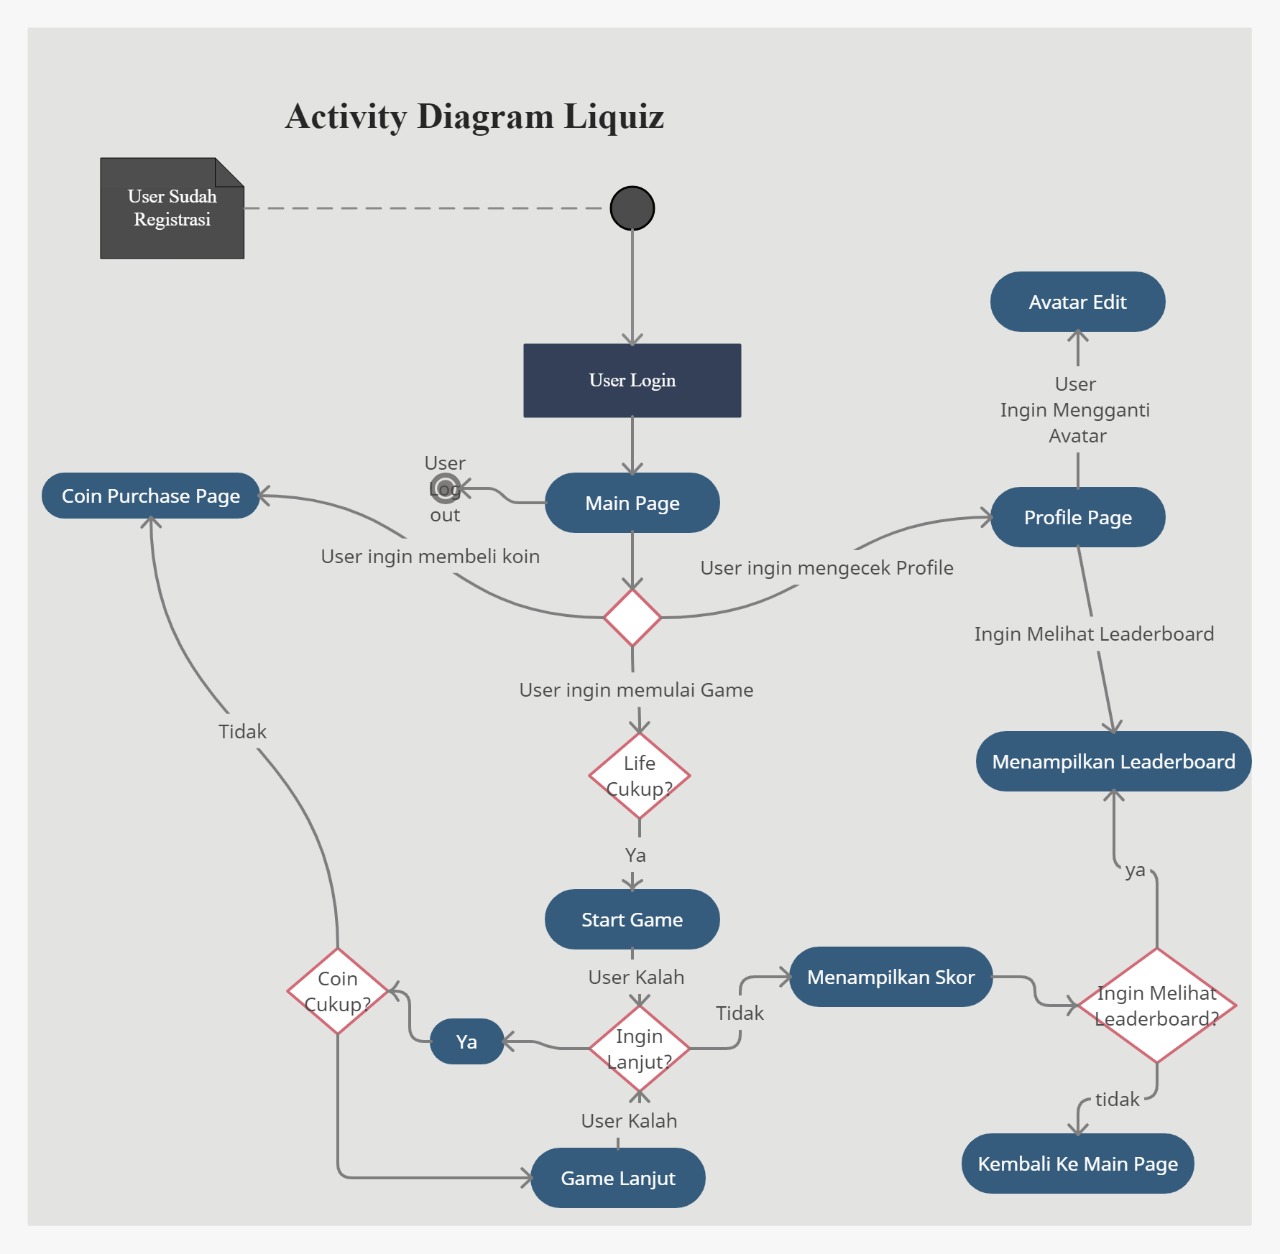 Activity Diagram Liquiz
User Sudah
Registrasi
Avatar Edit
User Login
User
Ingin Mengganti
Avatar
User
Log
out
Coin Purchase Page
Main Page
Profile Page
User ingin membeli koin
User ingin mengecek Profile
Ingin Melihat Leaderboard
User ingin memulai Game
Tidak
Life
Cukup?
Menampilkan Leaderboard
Ya
ya
Start Game
User Kalah
Menampilkan Skor
Coin
Cukup?
Ingin Melihat
Leaderboard?
Tidak
Ya
Ingin
Lanjut?
User Kalah
tidak
Game Lanjut
Kembali Ke Main Page